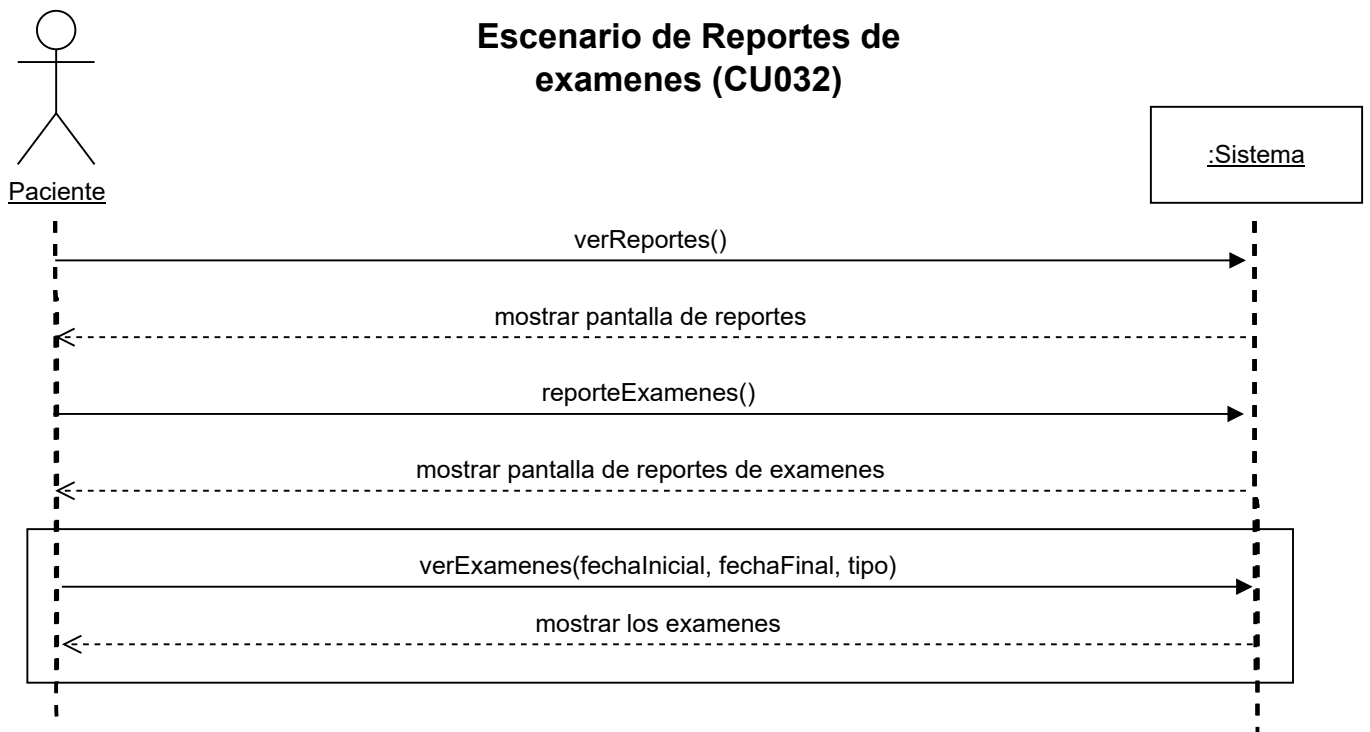 Escenario de Reportes de
examenes (CU032)
:Sistema
Paciente
verReportes()
mostrar pantalla de reportes
reporteExamenes()
mostrar pantalla de reportes de examenes
verExamenes(fechaInicial, fechaFinal, tipo)
mostrar los examenes